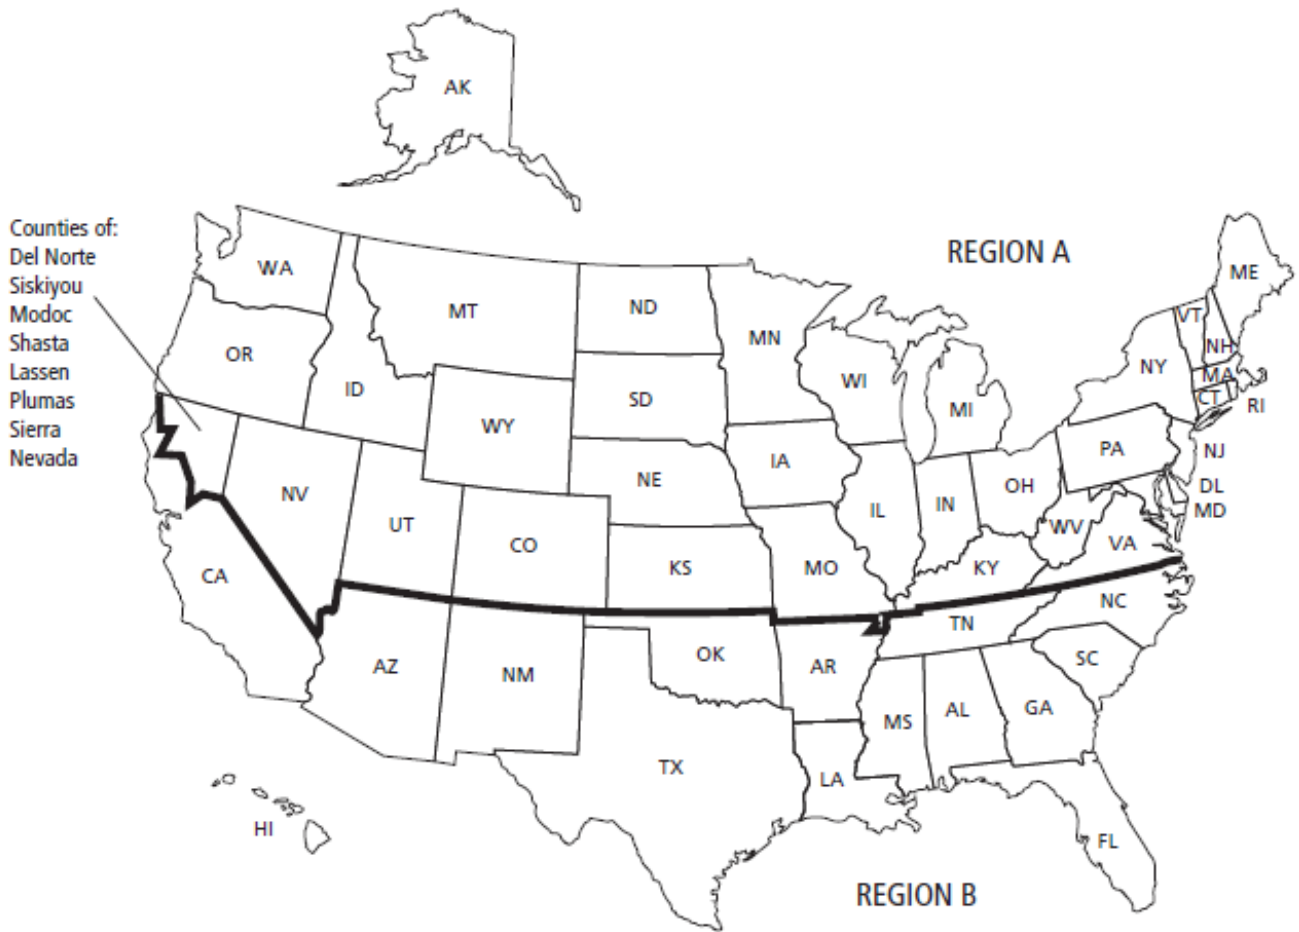 AK
Counties of:
Del Norte
Siskiyou
Modoc
Shasta
Lassen
Plumas
Sierra
Nevada
REGION A
WA
MT
ND
MN
ME
VT
NH
OR
ID
SD
WI
MI
NY
MA
CT
RI
WY
NE
IA
PA
NJ
NV
UT
CO
IL
IN
OH
WV
DL
MD
VA
CA
KS
MO
KY
NC
TN
AZ
NM
OK
AR
SC
MS
AL
GA
TX
LA
HI
FL
REGION B